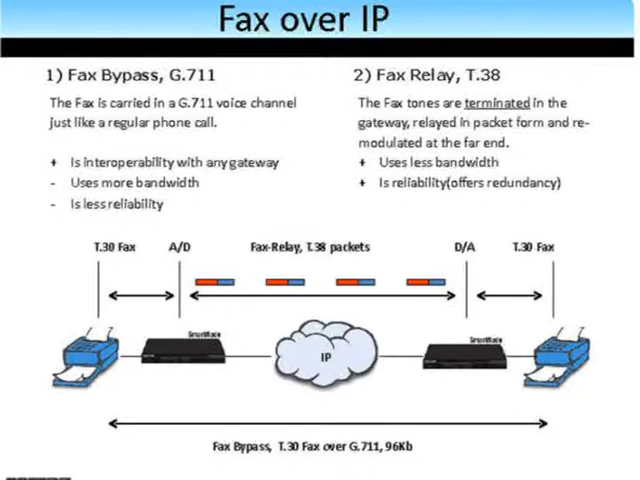 Fax over IP
1) Fax Bypass, G.711
The Fax is carried in a G.711 voice channel
just like a regular phone call.
+ Is interoperability with any gateway
- Uses more bandwidth
- Is less reliability
2) Fax Relay, T.38
The Fax tones are terminated in the
gateway, relayed in packet form and re-
modulated at the far end.
+ Uses less bandwidth
+ Is reliability(offers redundancy)
T.30 Fax A/D Fax-Relay, T.38 packets D/A T.30 Fax
IP
Fax Bypass, T.30 Fax over G.711, 96Kb